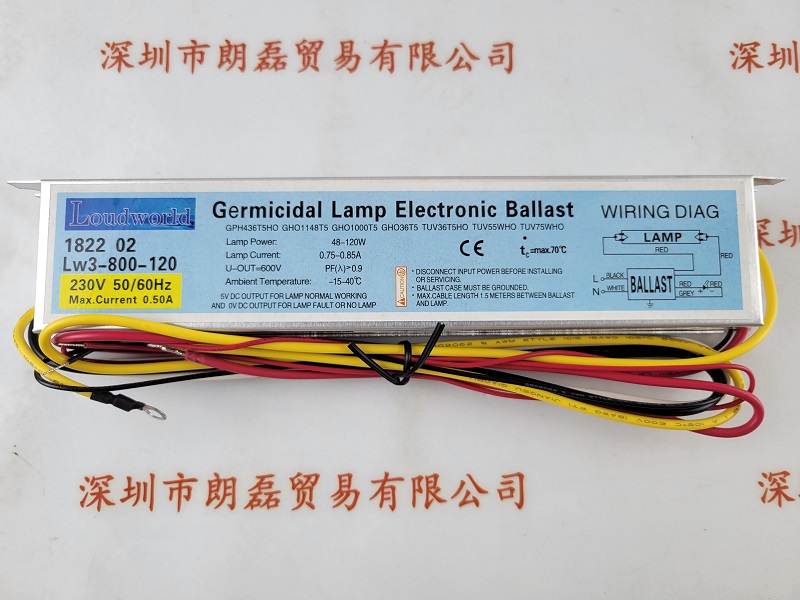 深圳市朗磊贸易有限公司
深
Loudworld
1822 02
Lw3-800-120
230V 50/60Hz
Max.Current 0.50A
Germicidal Lamp Electronic Ballast
GPH436T5HO GHO1148T5 GHO1000T5 GHO36T5 TUV36T5HO TUV55WHO TUV75WHO
Lamp Power: 48-120W
Lamp Current: 0.75-0.85A
U-OUT=600V PF(λ)>0.9
Ambient Temperature: -15-40℃
5V DC OUTPUT FOR LAMP NORMAL WORKING
AND 0V DC OUTPUT FOR LAMP FAULT OR NO LAMP
CE
tc=max.70℃
CAUTION
* DISCONNECT INPUT POWER BEFORE INSTALLING
OR SERVICING.
* BALLAST CASE MUST BE GROUNDED.
* MAX.CABLE LENGTH 1.5 METERS BETWEEN BALLAST
AND LAMP.
WIRING DIAG
LAMP
RED
RED
L
BLACK
N
WHITE
BALLAST
RED
GREY
RED
深圳市朗磊贸易有限公司
深